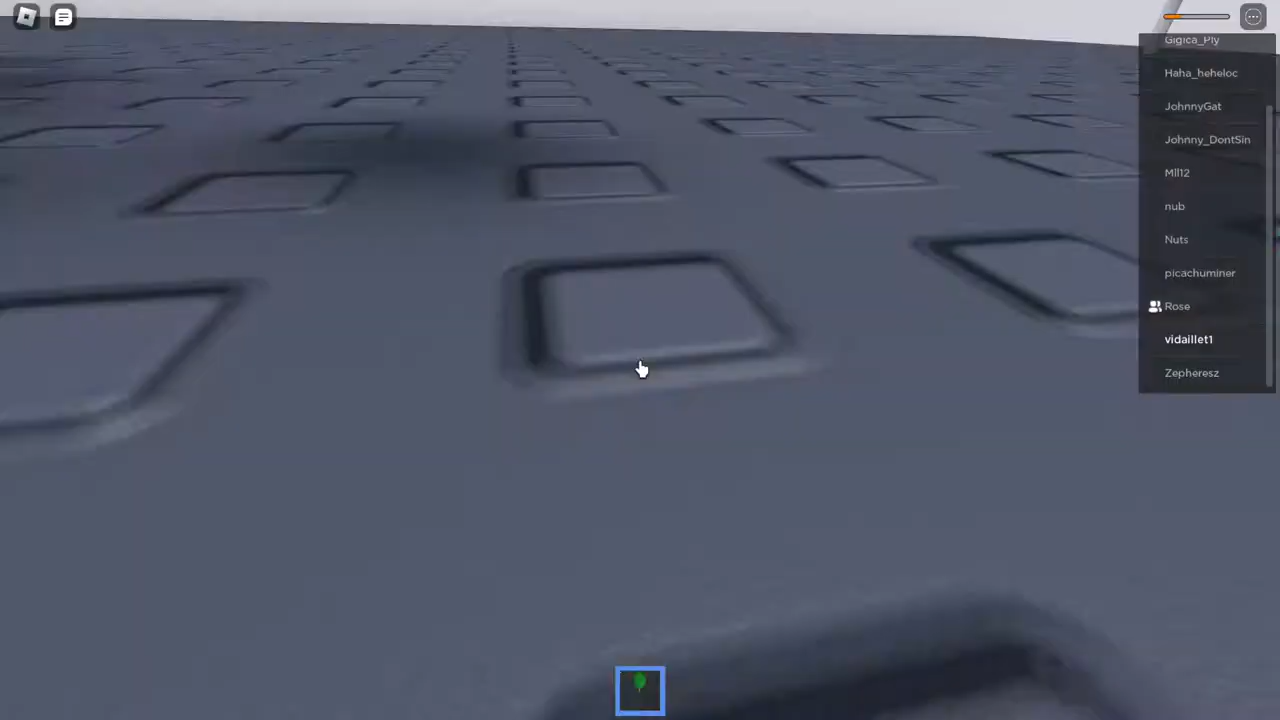 Gigica_Ply
Haha_heheloc
JohnnyGat
Johnny_DontSin
Mll12
nub
Nuts
picachuminer
Rose
vidaillet1
Zepheresz